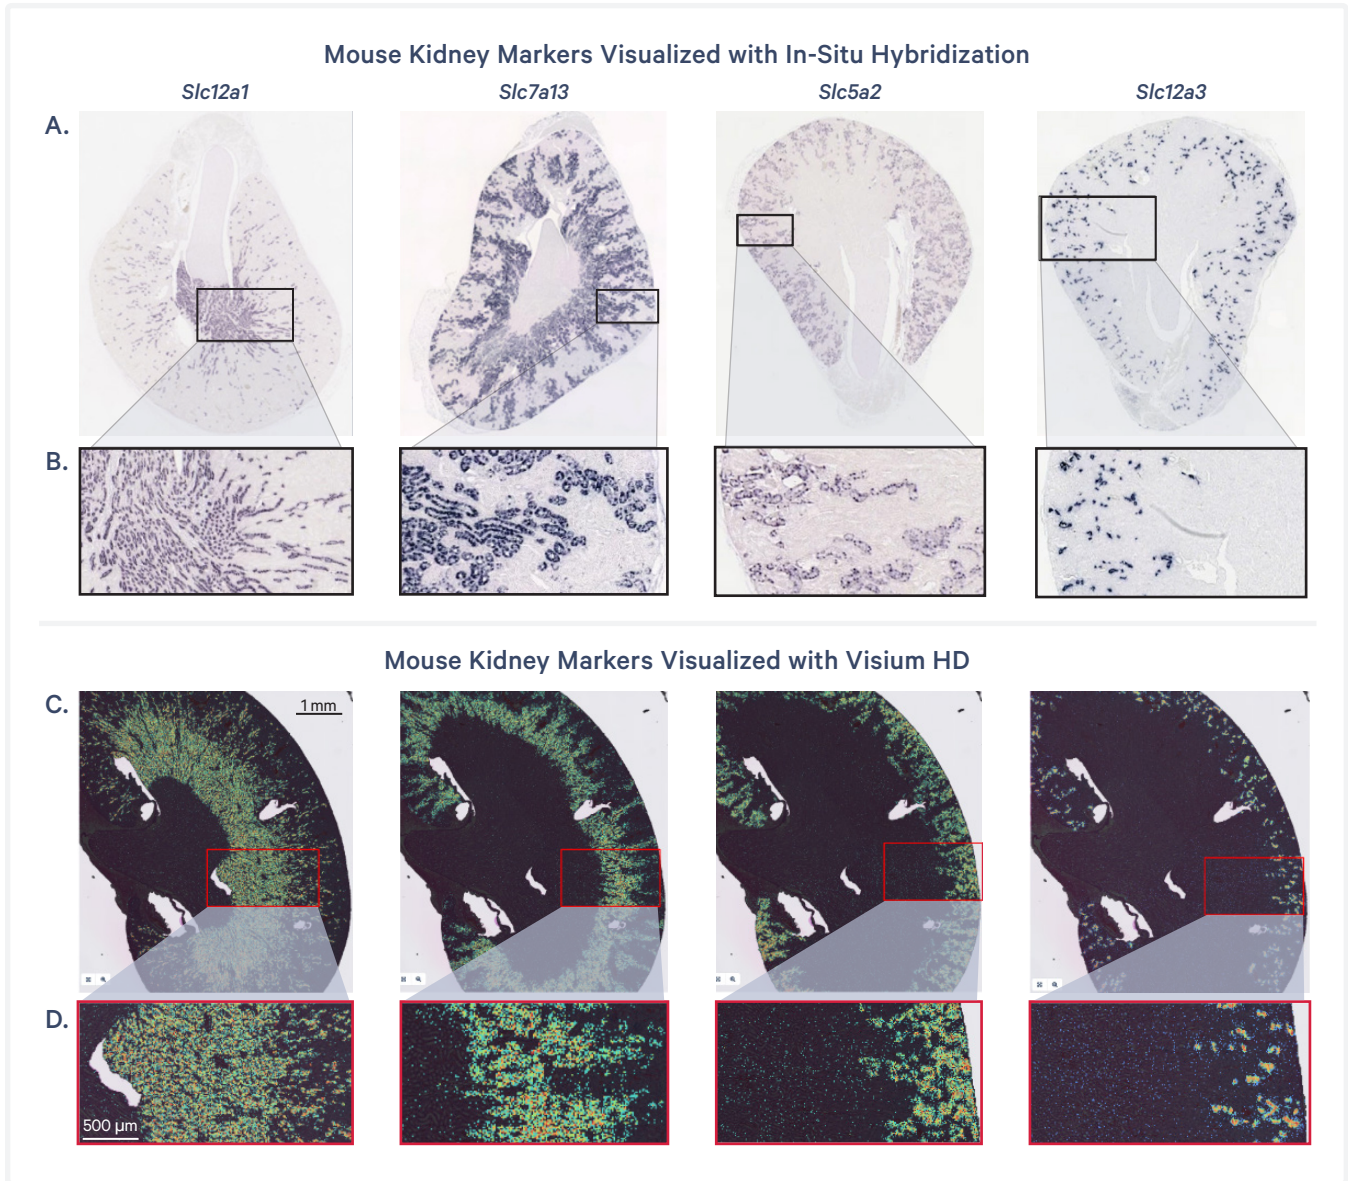 Mouse Kidney Markers Visualized with In-Situ Hybridization
Slc12a1 Slc7a13 Slc5a2 Slc12a3
A.
B.
Mouse Kidney Markers Visualized with Visium HD
C.
1 mm
D.
500 µm